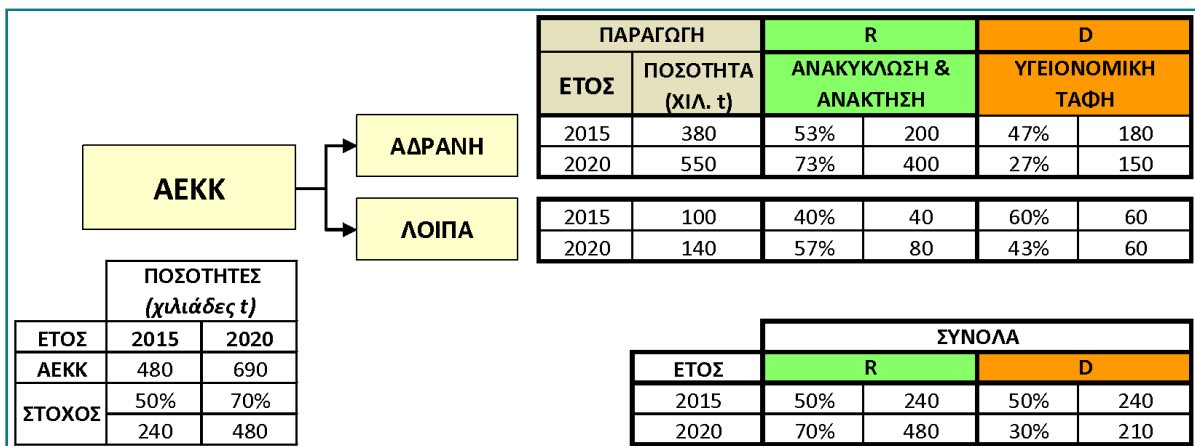 ΠΑΡΑΓΩΓΗ R D
ΕΤΟΣ ΠΟΣΟΤΗΤΑ (ΧΙΛ. t) ΑΝΑΚΥΚΛΩΣΗ & ΑΝΑΚΤΗΣΗ ΥΓΕΙΟΝΟΜΙΚΗ ΤΑΦΗ
ΑΕΚΚ
ΑΔΡΑΝΗ
2015 380 53% 200 47% 180
2020 550 73% 400 27% 150
ΛΟΙΠΑ
2015 100 40% 40 60% 60
2020 140 57% 80 43% 60
ΠΟΣΟΤΗΤΕΣ
(χιλιάδες t)
ΕΤΟΣ 2015 2020
ΑΕΚΚ 480 690
ΣΤΟΧΟΣ 50% 70%
240 480
ΣΥΝΟΛΑ
ΕΤΟΣ R D
2015 50% 240 50% 240
2020 70% 480 30% 210